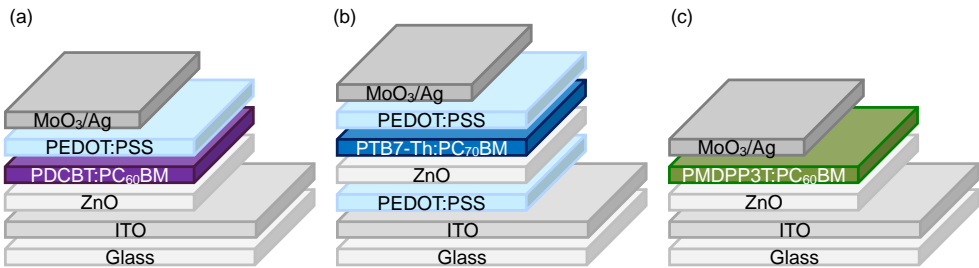 (a)
MoO₃/Ag
PEDOT:PSS
PDCBT:PC₆₀BM
ZnO
ITO
Glass
(b)
MoO₃/Ag
PEDOT:PSS
PTB7-Th:PC₇₀BM
ZnO
PEDOT:PSS
ITO
Glass
(c)
MoO₃/Ag
PMDPP3T:PC₆₀BM
ZnO
ITO
Glass